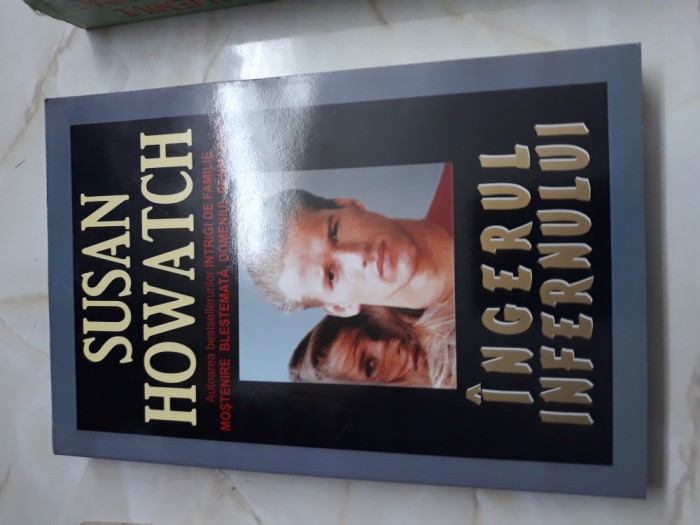 SUSAN
HOWATCH
Autoarea bestsellerurilor INTRIGI DE FAMILIE,
MOȘTENIRE BLESTEMATĂ, DOMENIUL
ÎNGERUL
INFERNULUI